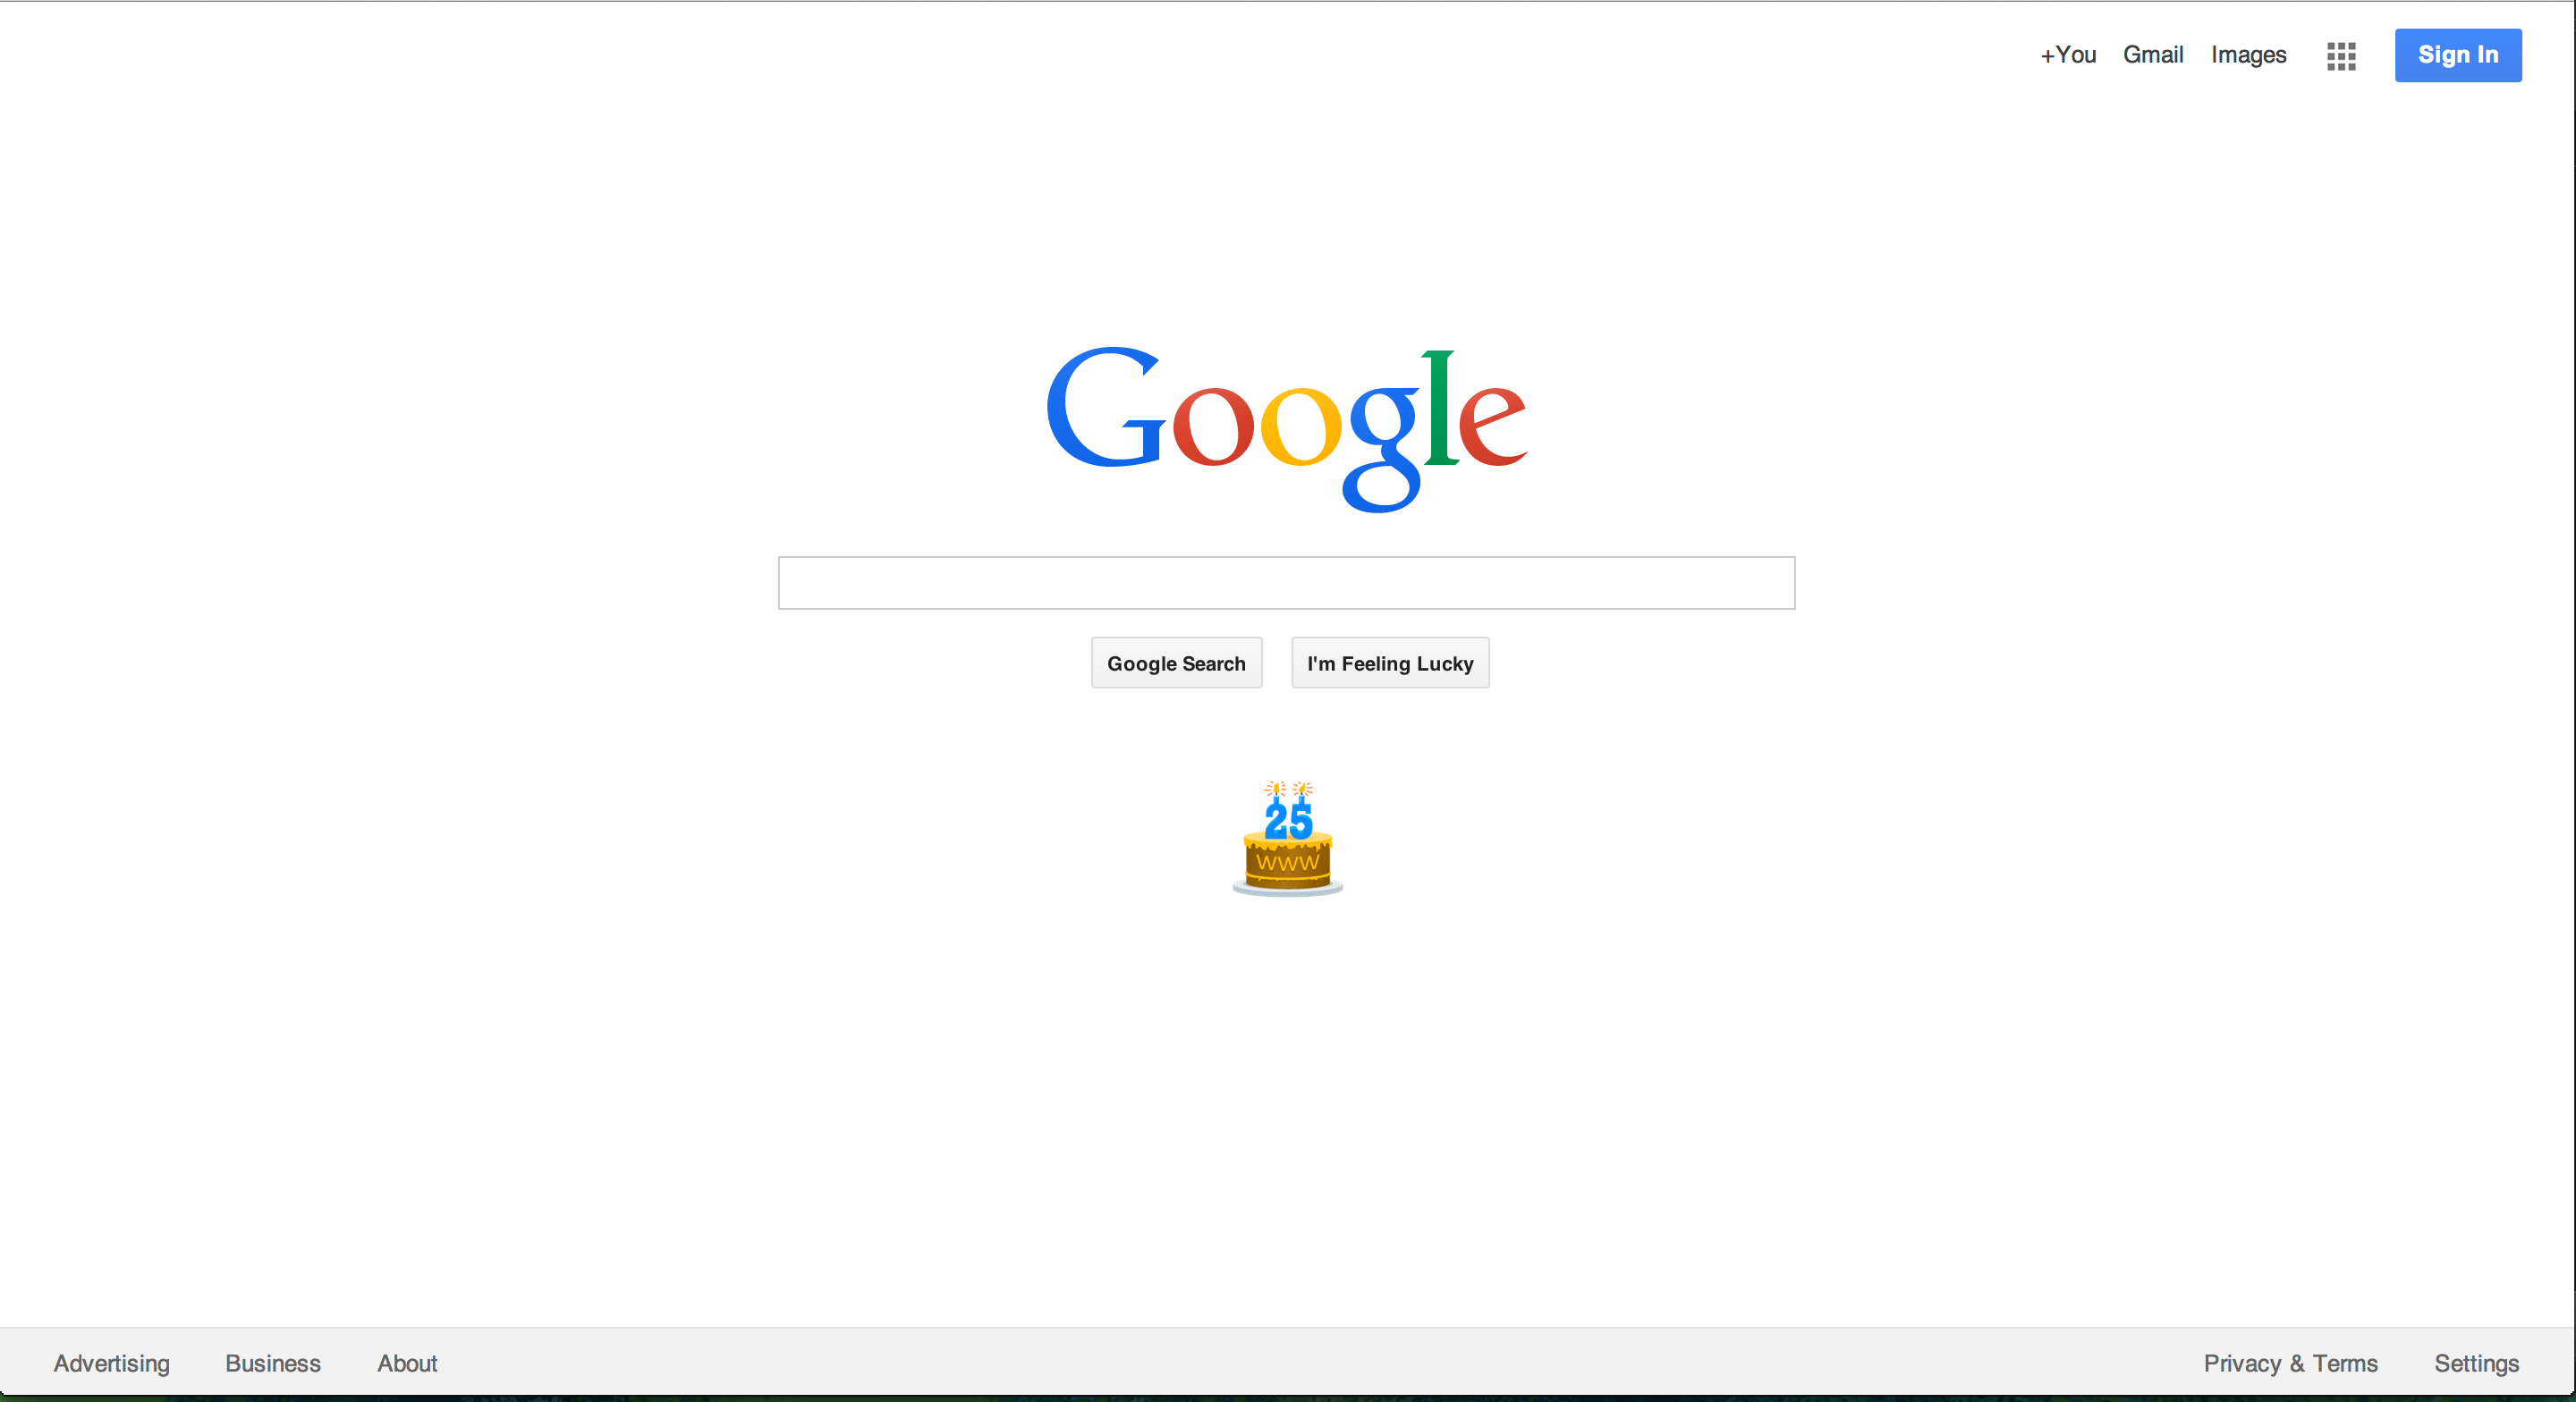 +You Gmail Images Sign In
Google
Google Search I'm Feeling Lucky
25
WWW
Advertising Business About Privacy & Terms Settings